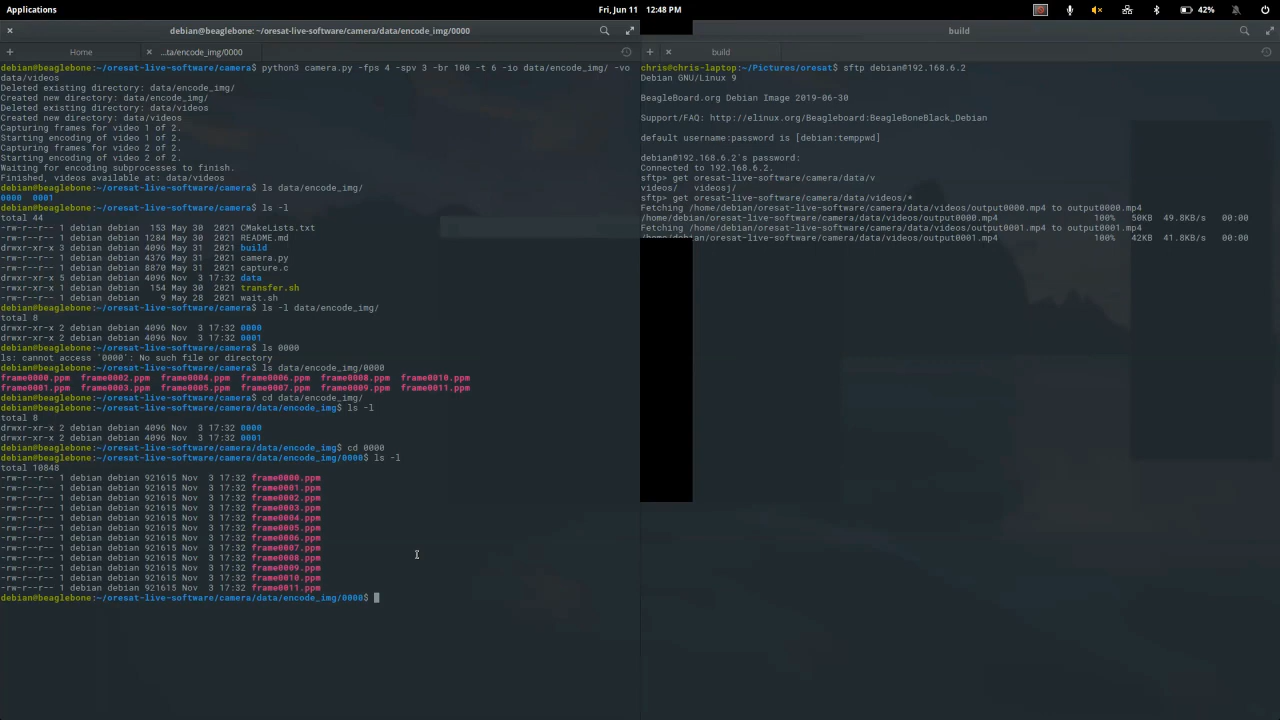 Applications
Fri, Jun 11 12:48 PM
42%
debian@beaglebone: ~/oresat-live-software/camera/data/encode_img/0000
Home
...ta/encode_img/0000
debian@beaglebone:~/oresat-live-software/camera$ python3 camera.py -fps 4 -spv 3 -br 100 -t 6 -io data/encode_img/ -vo
data/videos
Deleted existing directory: data/encode_img/
Created new directory: data/encode_img/
Deleted existing directory: data/videos
Created new directory: data/videos
Capturing frames for video 1 of 2.
Starting encoding of video 1 of 2.
Capturing frames for video 2 of 2.
Starting encoding of video 2 of 2.
Waiting for encoding subprocesses to finish.
Finished, videos available at: data/videos
debian@beaglebone:~/oresat-live-software/camera$ ls data/encode_img/
0000 0001
debian@beaglebone:~/oresat-live-software/camera$ ls -l
total 44
-rw-r--r-- 1 debian debian 153 May 30 2021 CMakeLists.txt
-rw-r--r-- 1 debian debian 1284 May 30 2021 README.md
drwxr-xr-x 3 debian debian 4096 May 31 2021 build
-rw-r--r-- 1 debian debian 4376 May 31 2021 camera.py
-rw-r--r-- 1 debian debian 8870 May 31 2021 capture.c
drwxr-xr-x 5 debian debian 4096 Nov 3 17:32 data
-rwxr-xr-x 1 debian debian 154 May 30 2021 transfer.sh
-rw-r--r-- 1 debian debian 9 May 28 2021 wait.sh
debian@beaglebone:~/oresat-live-software/camera$ ls -l data/encode_img/
total 8
drwxr-xr-x 2 debian debian 4096 Nov 3 17:32 0000
drwxr-xr-x 2 debian debian 4096 Nov 3 17:32 0001
debian@beaglebone:~/oresat-live-software/camera$ ls 0000
ls: cannot access '0000': No such file or directory
debian@beaglebone:~/oresat-live-software/camera$ ls data/encode_img/0000
frame0000.ppm frame0002.ppm frame0004.ppm frame0006.ppm frame0008.ppm frame0010.ppm
frame0001.ppm frame0003.ppm frame0005.ppm frame0007.ppm frame0009.ppm frame0011.ppm
debian@beaglebone:~/oresat-live-software/camera$ cd data/encode_img/
debian@beaglebone:~/oresat-live-software/camera/data/encode_img$ ls -l
total 8
drwxr-xr-x 2 debian debian 4096 Nov 3 17:32 0000
drwxr-xr-x 2 debian debian 4096 Nov 3 17:32 0001
debian@beaglebone:~/oresat-live-software/camera/data/encode_img$ cd 0000
debian@beaglebone:~/oresat-live-software/camera/data/encode_img/0000$ ls -l
total 10848
-rw-r--r-- 1 debian debian 921615 Nov 3 17:32 frame0000.ppm
-rw-r--r-- 1 debian debian 921615 Nov 3 17:32 frame0001.ppm
-rw-r--r-- 1 debian debian 921615 Nov 3 17:32 frame0002.ppm
-rw-r--r-- 1 debian debian 921615 Nov 3 17:32 frame0003.ppm
-rw-r--r-- 1 debian debian 921615 Nov 3 17:32 frame0004.ppm
-rw-r--r-- 1 debian debian 921615 Nov 3 17:32 frame0005.ppm
-rw-r--r-- 1 debian debian 921615 Nov 3 17:32 frame0006.ppm
-rw-r--r-- 1 debian debian 921615 Nov 3 17:32 frame0007.ppm
-rw-r--r-- 1 debian debian 921615 Nov 3 17:32 frame0008.ppm
-rw-r--r-- 1 debian debian 921615 Nov 3 17:32 frame0009.ppm
-rw-r--r-- 1 debian debian 921615 Nov 3 17:32 frame0010.ppm
-rw-r--r-- 1 debian debian 921615 Nov 3 17:32 frame0011.ppm
debian@beaglebone:~/oresat-live-software/camera/data/encode_img/0000$
build
build
chris@chris-laptop:~/Pictures/oresat$ sftp debian@192.168.6.2
Debian GNU/Linux 9
BeagleBoard.org Debian Image 2019-06-30
Support/FAQ: http://elinux.org/Beagleboard:BeagleBoneBlack_Debian
default username:password is [debian:temppwd]
debian@192.168.6.2's password:
Connected to 192.168.6.2.
sftp> get oresat-live-software/camera/data/v
videos/ videosj/
sftp> get oresat-live-software/camera/data/videos/*
Fetching /home/debian/oresat-live-software/camera/data/videos/output0000.mp4 to output0000.mp4
/home/debian/oresat-live-software/camera/data/videos/output0000.mp4 100% 50KB 49.8KB/s 00:00
Fetching /home/debian/oresat-live-software/camera/data/videos/output0001.mp4 to output0001.mp4
/home/debian/oresat-live-software/camera/data/videos/output0001.mp4 100% 42KB 41.8KB/s 00:00